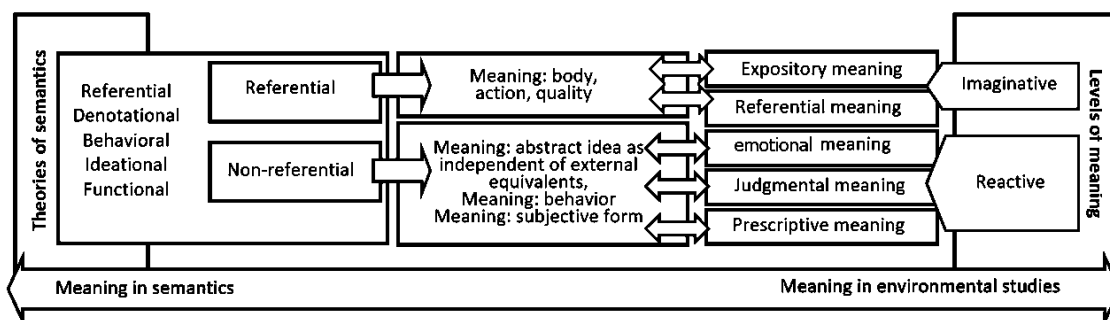 Theories of semantics
Referential
Denotational
Behavioral
Ideational
Functional
Referential
Non-referential
Meaning: body,
action, quality
Meaning: abstract idea as
independent of external
equivalents,
Meaning: behavior
Meaning: subjective form
Expository meaning
Referential meaning
emotional meaning
Judgmental meaning
Prescriptive meaning
Imaginative
Reactive
Levels of meaning
Meaning in semantics
Meaning in environmental studies